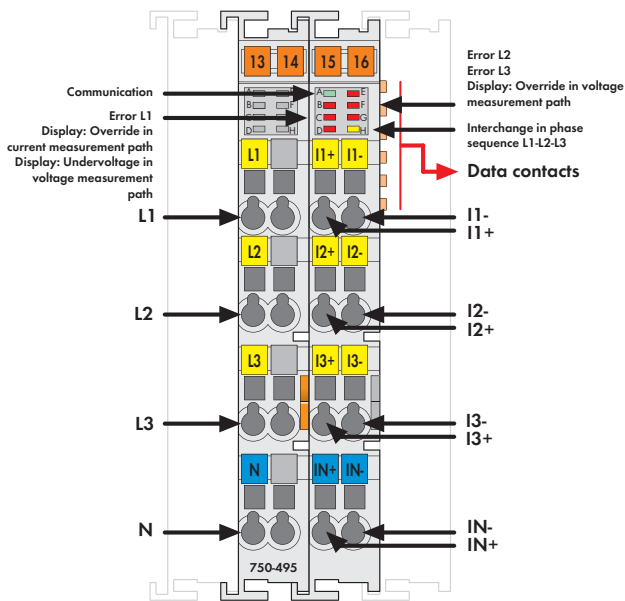 13 14 15 16
Communication
Error L1
Display: Override in
current measurement path
Display: Undervoltage in
voltage measurement
path
A E
B F
C G
D H
Error L2
Error L3
Display: Override in voltage
measurement path
Interchange in phase
sequence L1-L2-L3
Data contacts
L1 I1+ I1-
L1
I1-
I1+
L2 I2+ I2-
L2
I2-
I2+
L3 I3+ I3-
L3
I3-
I3+
N IN+ IN-
N
IN-
IN+
750-495